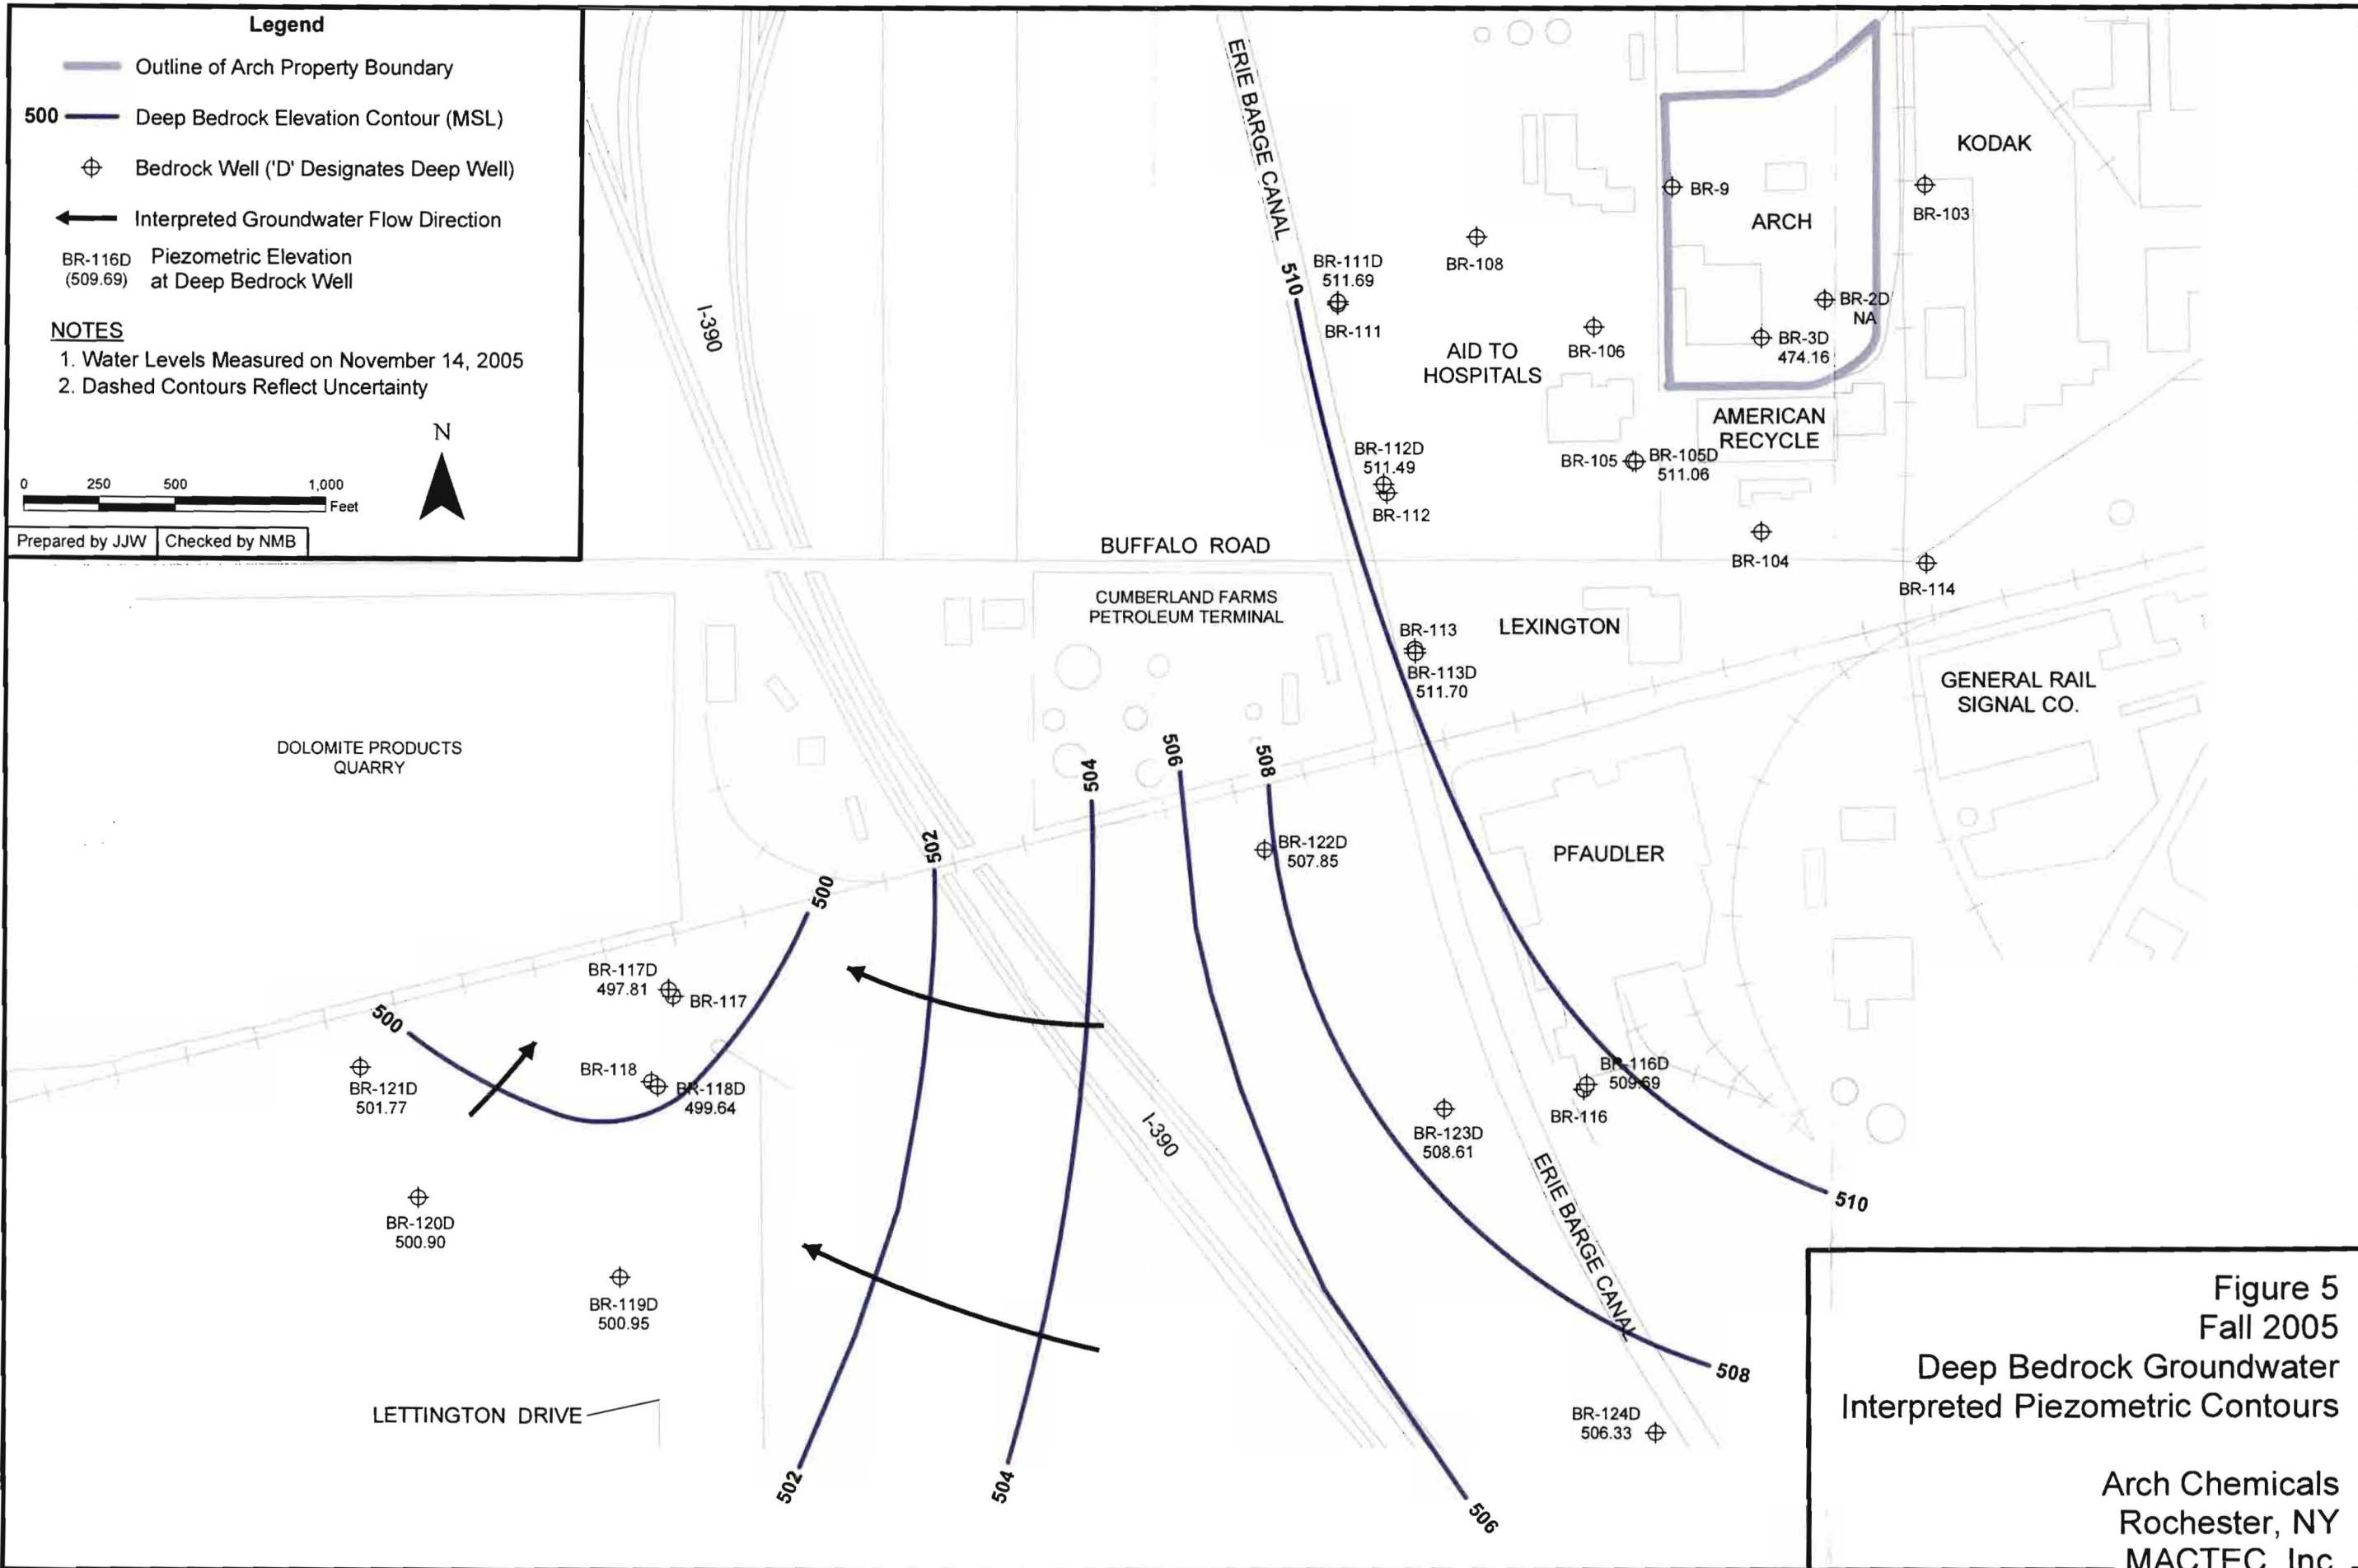 Legend
Outline of Arch Property Boundary
500 Deep Bedrock Elevation Contour (MSL)
Bedrock Well ('D' Designates Deep Well)
Interpreted Groundwater Flow Direction
BR-116D Piezometric Elevation
(509.69) at Deep Bedrock Well
NOTES
1. Water Levels Measured on November 14, 2005
2. Dashed Contours Reflect Uncertainty
N
0 250 500 1,000
Feet
Prepared by JJW Checked by NMB
I-390
ERIE BARGE CANAL
510
BR-111D
511.69
BR-111
BR-108
BR-106
AID TO
HOSPITALS
BR-9
ARCH
BR-2D
NA
BR-3D
474.16
KODAK
BR-103
AMERICAN
RECYCLE
BR-112D
511.49
BR-112
BR-105
BR-105D
511.06
BR-104
BR-114
BUFFALO ROAD
CUMBERLAND FARMS
PETROLEUM TERMINAL
BR-113
BR-113D
511.70
LEXINGTON
GENERAL RAIL
SIGNAL CO.
DOLOMITE PRODUCTS
QUARRY
506
508
504
502
500
BR-122D
507.85
PFAUDLER
BR-117D
497.81
BR-117
500
BR-121D
501.77
BR-118
BR-118D
499.64
BR-116D
509.69
BR-116
BR-123D
508.61
I-390
ERIE BARGE CANAL
510
BR-120D
500.90
BR-119D
500.95
508
LETTINGTON DRIVE
BR-124D
506.33
502
504
506
Figure 5
Fall 2005
Deep Bedrock Groundwater
Interpreted Piezometric Contours
Arch Chemicals
Rochester, NY
MACTEC, Inc.